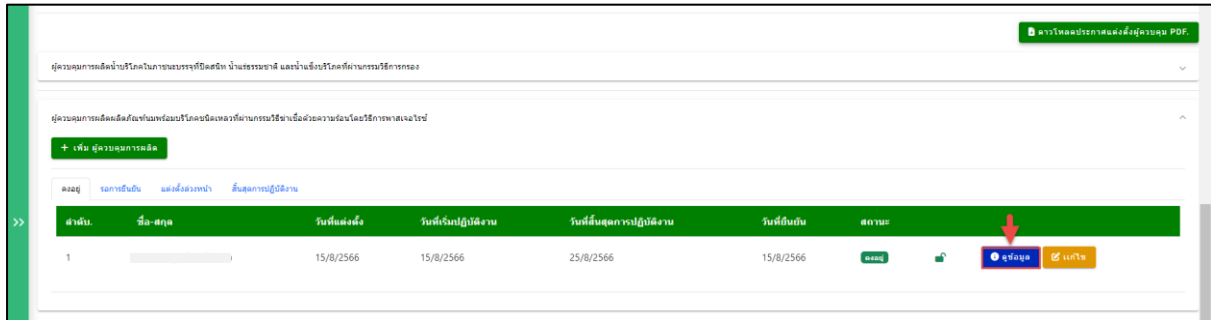 ดาวโหลดประกาศแต่งตั้งผู้ควบคุม PDF.
ผู้ควบคุมการผลิตน้ำบริโภคในภาชนะบรรจุที่ปิดสนิท น้ำแร่ธรรมชาติ และน้ำแข็งบริโภคที่ผ่านกรรมวิธีการกรอง
ผู้ควบคุมการผลิตผลิตภัณฑ์นมพร้อมบริโภคชนิดเหลวที่ผ่านกรรมวิธีฆ่าเชื้อด้วยความร้อนโดยวิธีการพาสเจอไรซ์
+ เพิ่ม ผู้ควบคุมการผลิต
คงอยู่ รอการยืนยัน แต่งตั้งล่วงหน้า สิ้นสุดการปฏิบัติงาน
>> ลำดับ. ชื่อ-สกุล วันที่แต่งตั้ง วันที่เริ่มปฏิบัติงาน วันที่สิ้นสุดการปฏิบัติงาน วันที่ยืนยัน สถานะ
1 15/8/2566 15/8/2566 25/8/2566 15/8/2566 คงอยู่ ดูข้อมูล แก้ไข